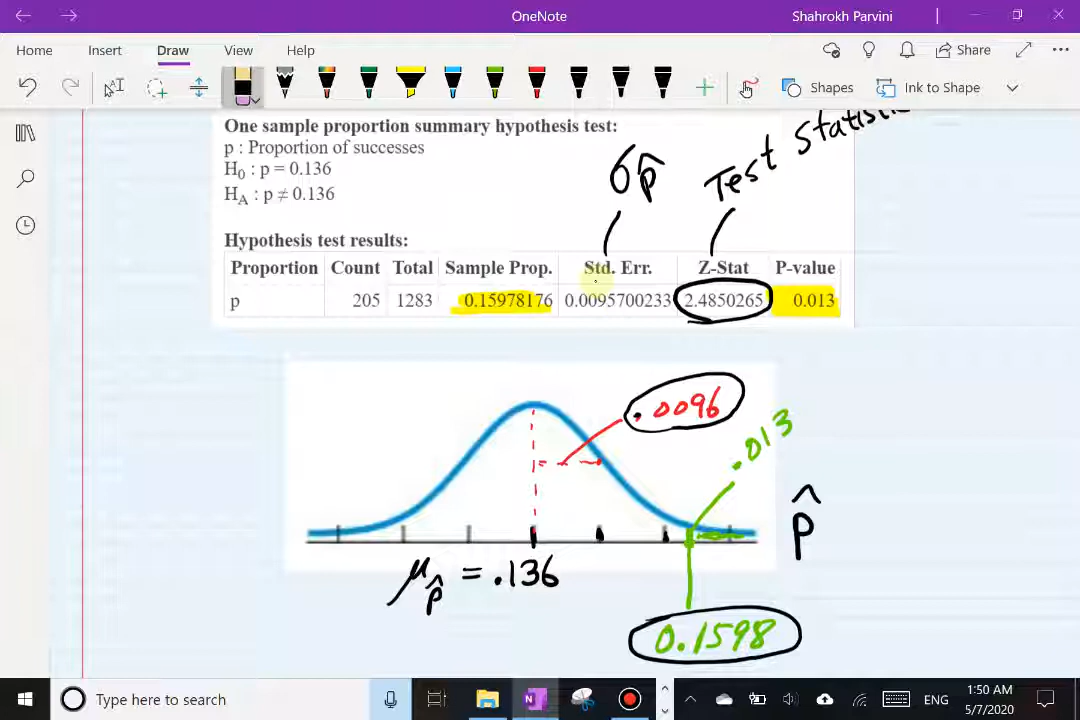 OneNote
Shahrokh Parvini
Home Insert Draw View Help
Share
Shapes
Ink to Shape
One sample proportion summary hypothesis test:
p : Proportion of successes
H0 : p = 0.136
HA : p ≠ 0.136
σp̂
Test Statistic
Hypothesis test results:
Proportion Count Total Sample Prop. Std. Err. Z-Stat P-value
p 205 1283 0.15978176 0.0095700233 2.4850265 0.013
.0096
.013
p̂
μp̂ = .136
0.1598
Type here to search
ENG
1:50 AM
5/7/2020